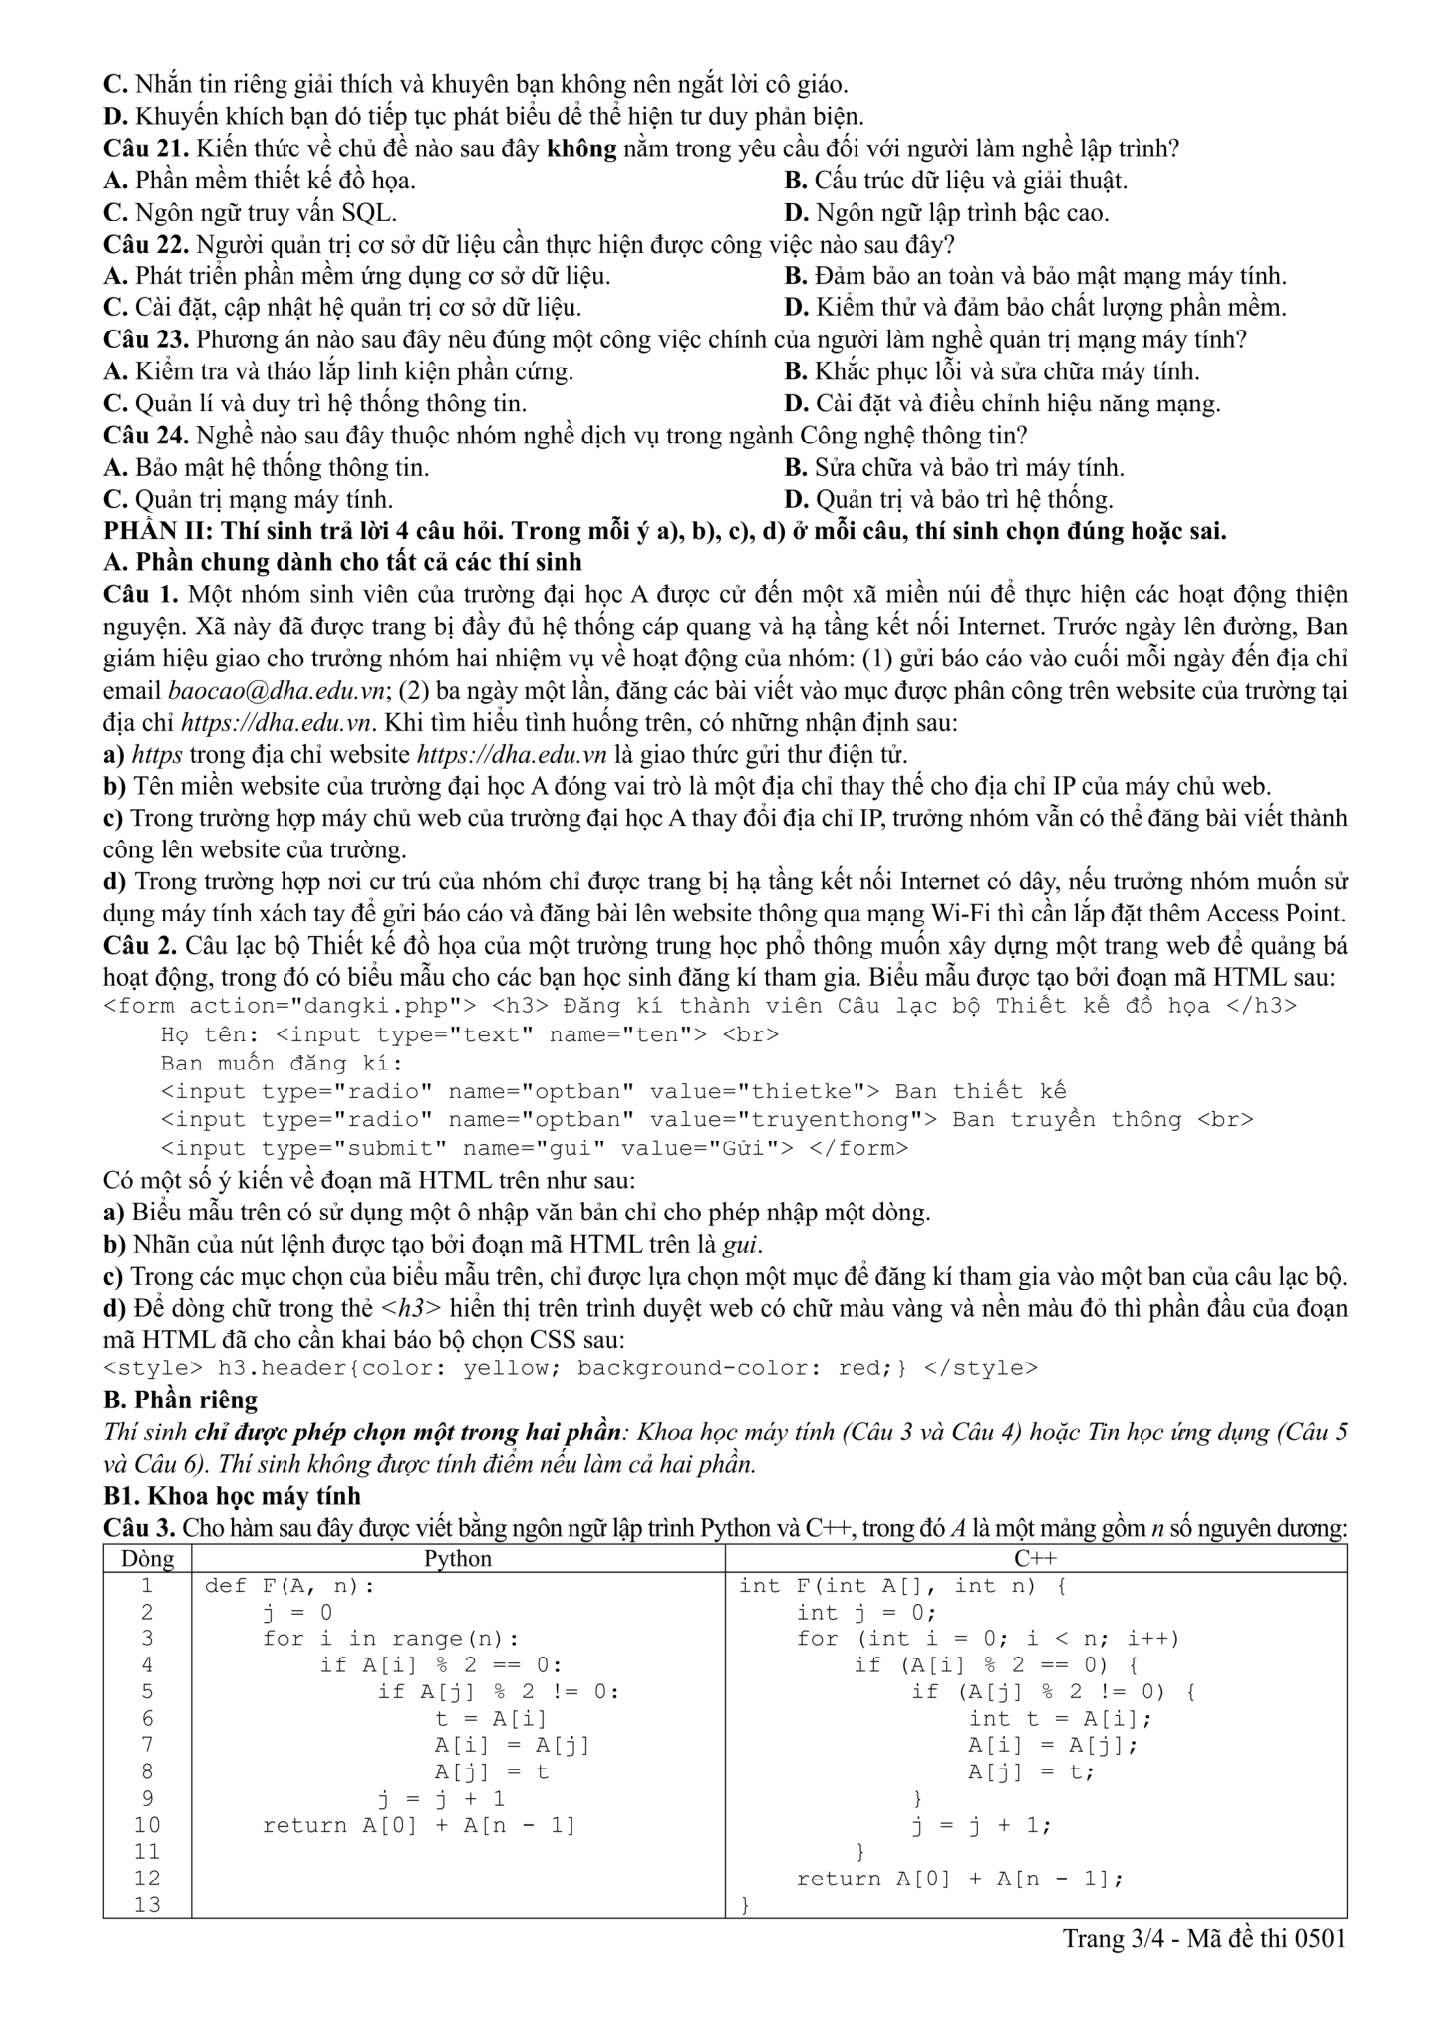 C. Nhắn tin riêng giải thích và khuyên bạn không nên ngắt lời cô giáo.
D. Khuyến khích bạn đó tiếp tục phát biểu để thể hiện tư duy phản biện.
Câu 21. Kiến thức về chủ đề nào sau đây không nằm trong yêu cầu đối với người làm nghề lập trình?
A. Phần mềm thiết kế đồ họa. B. Cấu trúc dữ liệu và giải thuật.
C. Ngôn ngữ truy vấn SQL. D. Ngôn ngữ lập trình bậc cao.
Câu 22. Người quản trị cơ sở dữ liệu cần thực hiện được công việc nào sau đây?
A. Phát triển phần mềm ứng dụng cơ sở dữ liệu. B. Đảm bảo an toàn và bảo mật mạng máy tính.
C. Cài đặt, cập nhật hệ quản trị cơ sở dữ liệu. D. Kiểm thử và đảm bảo chất lượng phần mềm.
Câu 23. Phương án nào sau đây nêu đúng một công việc chính của người làm nghề quản trị mạng máy tính?
A. Kiểm tra và tháo lắp linh kiện phần cứng. B. Khắc phục lỗi và sửa chữa máy tính.
C. Quản lí và duy trì hệ thống thông tin. D. Cài đặt và điều chỉnh hiệu năng mạng.
Câu 24. Nghề nào sau đây thuộc nhóm nghề dịch vụ trong ngành Công nghệ thông tin?
A. Bảo mật hệ thống thông tin. B. Sửa chữa và bảo trì máy tính.
C. Quản trị mạng máy tính. D. Quản trị và bảo trì hệ thống.
PHẦN II: Thí sinh trả lời 4 câu hỏi. Trong mỗi ý a), b), c), d) ở mỗi câu, thí sinh chọn đúng hoặc sai.
A. Phần chung dành cho tất cả các thí sinh
Câu 1. Một nhóm sinh viên của trường đại học A được cử đến một xã miền núi để thực hiện các hoạt động thiện
nguyện. Xã này đã được trang bị đầy đủ hệ thống cáp quang và hạ tầng kết nối Internet. Trước ngày lên đường, Ban
giám hiệu giao cho trưởng nhóm hai nhiệm vụ về hoạt động của nhóm: (1) gửi báo cáo vào cuối mỗi ngày đến địa chỉ
email baocao@dha.edu.vn; (2) ba ngày một lần, đăng các bài viết vào mục được phân công trên website của trường tại
địa chỉ https://dha.edu.vn. Khi tìm hiểu tình huống trên, có những nhận định sau:
a) https trong địa chỉ website https://dha.edu.vn là giao thức gửi thư điện tử.
b) Tên miền website của trường đại học A đóng vai trò là một địa chỉ thay thế cho địa chỉ IP của máy chủ web.
c) Trong trường hợp máy chủ web của trường đại học A thay đổi địa chỉ IP, trưởng nhóm vẫn có thể đăng bài viết thành
công lên website của trường.
d) Trong trường hợp nơi cư trú của nhóm chỉ được trang bị hạ tầng kết nối Internet có dây, nếu trưởng nhóm muốn sử
dụng máy tính xách tay để gửi báo cáo và đăng bài lên website thông qua mạng Wi-Fi thì cần lắp đặt thêm Access Point.
Câu 2. Câu lạc bộ Thiết kế đồ họa của một trường trung học phổ thông muốn xây dựng một trang web để quảng bá
hoạt động, trong đó có biểu mẫu cho các bạn học sinh đăng kí tham gia. Biểu mẫu được tạo bởi đoạn mã HTML sau:
<form action="dangki.php"> <h3> Đăng kí thành viên Câu lạc bộ Thiết kế đồ họa </h3>
Họ tên: <input type="text" name="ten"> <br>
Ban muốn đăng kí:
<input type="radio" name="optban" value="thietke"> Ban thiết kế
<input type="radio" name="optban" value="truyenthong"> Ban truyền thông <br>
<input type="submit" name="gui" value="Gửi"> </form>
Có một số ý kiến về đoạn mã HTML trên như sau:
a) Biểu mẫu trên có sử dụng một ô nhập văn bản chỉ cho phép nhập một dòng.
b) Nhãn của nút lệnh được tạo bởi đoạn mã HTML trên là gui.
c) Trong các mục chọn của biểu mẫu trên, chỉ được lựa chọn một mục để đăng kí tham gia vào một ban của câu lạc bộ.
d) Để dòng chữ trong thẻ <h3> hiển thị trên trình duyệt web có chữ màu vàng và nền màu đỏ thì phần đầu của đoạn
mã HTML đã cho cần khai báo bộ chọn CSS sau:
<style> h3.header{color: yellow; background-color: red;} </style>
B. Phần riêng
Thí sinh chỉ được phép chọn một trong hai phần: Khoa học máy tính (Câu 3 và Câu 4) hoặc Tin học ứng dụng (Câu 5
và Câu 6). Thí sinh không được tính điểm nếu làm cả hai phần.
B1. Khoa học máy tính
Câu 3. Cho hàm sau đây được viết bằng ngôn ngữ lập trình Python và C++, trong đó A là một mảng gồm n số nguyên dương:
Dòng Python C++
1 def F(A, n): int F(int A[], int n) {
2 j = 0 int j = 0;
3 for i in range(n): for (int i = 0; i < n; i++)
4 if A[i] % 2 == 0: if (A[i] % 2 == 0) {
5 if A[j] % 2 != 0: if (A[j] % 2 != 0) {
6 t = A[i] int t = A[i];
7 A[i] = A[j] A[i] = A[j];
8 A[j] = t A[j] = t;
9 j = j + 1 }
10 return A[0] + A[n - 1] j = j + 1;
11 }
12 return A[0] + A[n - 1];
13 }
Trang 3/4 - Mã đề thi 0501